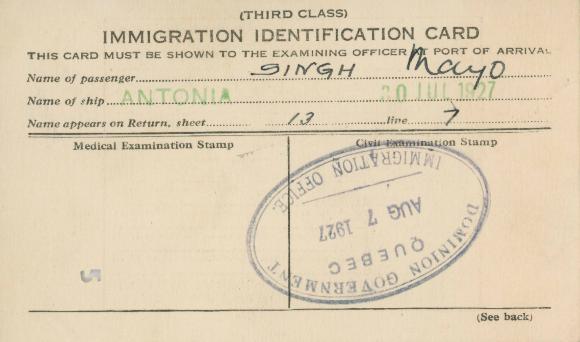 (THIRD CLASS)
IMMIGRATION IDENTIFICATION CARD
THIS CARD MUST BE SHOWN TO THE EXAMINING OFFICER AT PORT OF ARRIVAL
Name of passenger SINGH Mayo
Name of ship ANTONIA 30 JUL 1927
Name appears on Return, sheet 13 line 7
Medical Examination Stamp Civil Examination Stamp
DOMINION GOVERNMENT
QUEBEC
AUG 7 1927
IMMIGRATION OFFICE.
5
(See back)